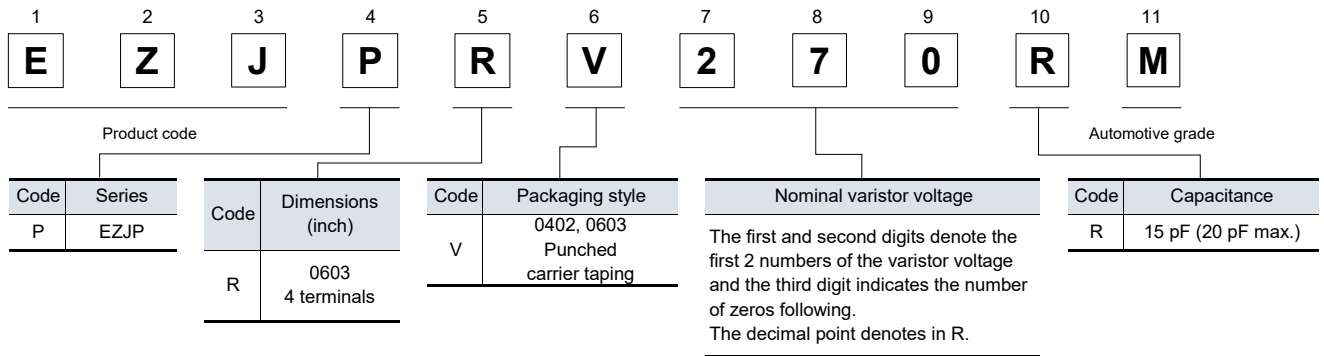 1 2 3 4 5 6 7 8 9 10 11
E Z J P R V 2 7 0 R M
Product code
Automotive grade
Code Series
P EZJP
Code Dimensions
(inch)
R 0603
4 terminals
Code Packaging style
V 0402, 0603
Punched
carrier taping
Nominal varistor voltage
The first and second digits denote the
first 2 numbers of the varistor voltage
and the third digit indicates the number
of zeros following.
The decimal point denotes in R.
Code Capacitance
R 15 pF (20 pF max.)